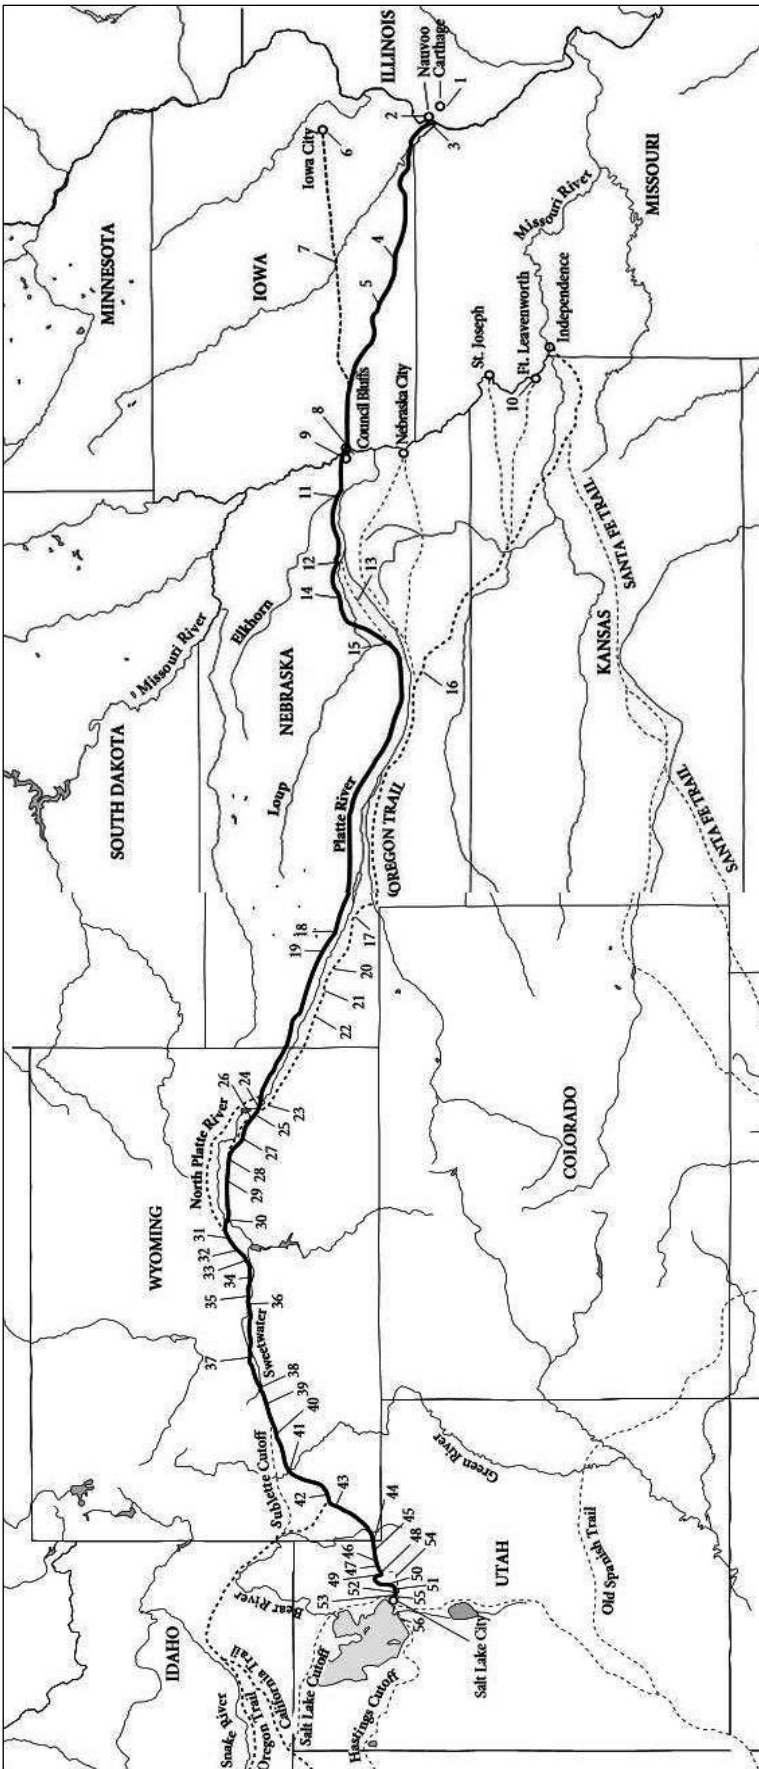 Snake River
Oregon Trail
California Trail
Salt Lake Cutoff
Hastings Cutoff
IDAHO
Bear River
Salt Lake City
UTAH
Old Spanish Trail
Green River
56
55
53
51
52
50
49
54
47
48
46
45
44
Sublette Cutoff
43
42
41
40
39
38
Sweetwater
37
36
35
34
33
32
31
30
WYOMING
North Platte River
29
28
27
25
26
24
23
COLORADO
22
21
20
19
18
17
SOUTH DAKOTA
Missouri River
NEBRASKA
Elkhorn
Loup
Platte River
OREGON TRAIL
16
15
14
13
12
11
KANSAS
SANTA FE TRAIL
SANTA FE TRAIL
9
8
Council Bluffs
Nebraska City
St. Joseph
10
Ft. Leavenworth
Independence
Missouri River
MISSOURI
MINNESOTA
IOWA
7
5
4
Iowa City
6
3
2
Nauvoo
Carthage
1
ILLINOIS